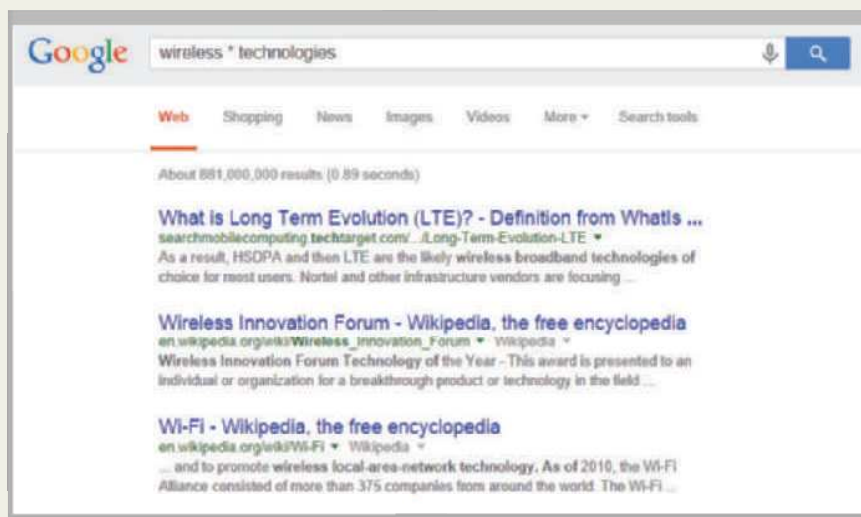 Google wireless * technologies
Web Shopping News Images Videos More Search tools
About 881,000,000 results (0.89 seconds)
What is Long Term Evolution (LTE)? - Definition from WhatIs ...
searchmobilecomputing.techtarget.com/.../Long-Term-Evolution-LTE
As a result, HSDPA and then LTE are the likely wireless broadband technologies of
choice for most users. Nortel and other infrastructure vendors are focusing ...
Wireless Innovation Forum - Wikipedia, the free encyclopedia
en.wikipedia.org/wiki/Wireless_Innovation_Forum Wikipedia
Wireless Innovation Forum Technology of the Year - This award is presented to an
individual or organization for a breakthrough product or technology in the field ...
Wi-Fi - Wikipedia, the free encyclopedia
en.wikipedia.org/wiki/Wi-Fi Wikipedia
... and to promote wireless local-area-network technology. As of 2010, the Wi-Fi
Alliance consisted of more than 375 companies from around the world. The Wi-Fi ...